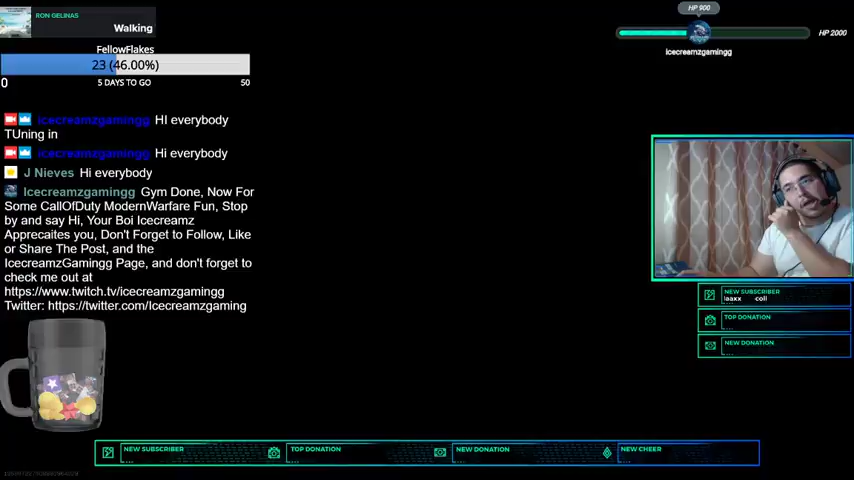 RON GELINAS
Walking
HP 900
HP 2000
icecreamzgamingg
FellowFlakes
23 (46.00%)
0
5 DAYS TO GO
50
icecreamzgamingg HI everybody
TUning in
icecreamzgamingg Hi everybody
J Nieves Hi everybody
Icecreamzgamingg Gym Done, Now For
Some CallOfDuty ModernWarfare Fun, Stop
by and say Hi, Your Boi Icecreamz
Apprecaites you, Don't Forget to Follow, Like
or Share The Post, and the
IcecreamzGamingg Page, and don't forget to
check me out at
https://www.twitch.tv/icecreamzgamingg
Twitter: https://twitter.com/Icecreamzgaming
NEW SUBSCRIBER
TOP DONATION
....
NEW DONATION
....
NEW SUBSCRIBER
....
TOP DONATION
....
NEW DONATION
....
NEW CHEER
....